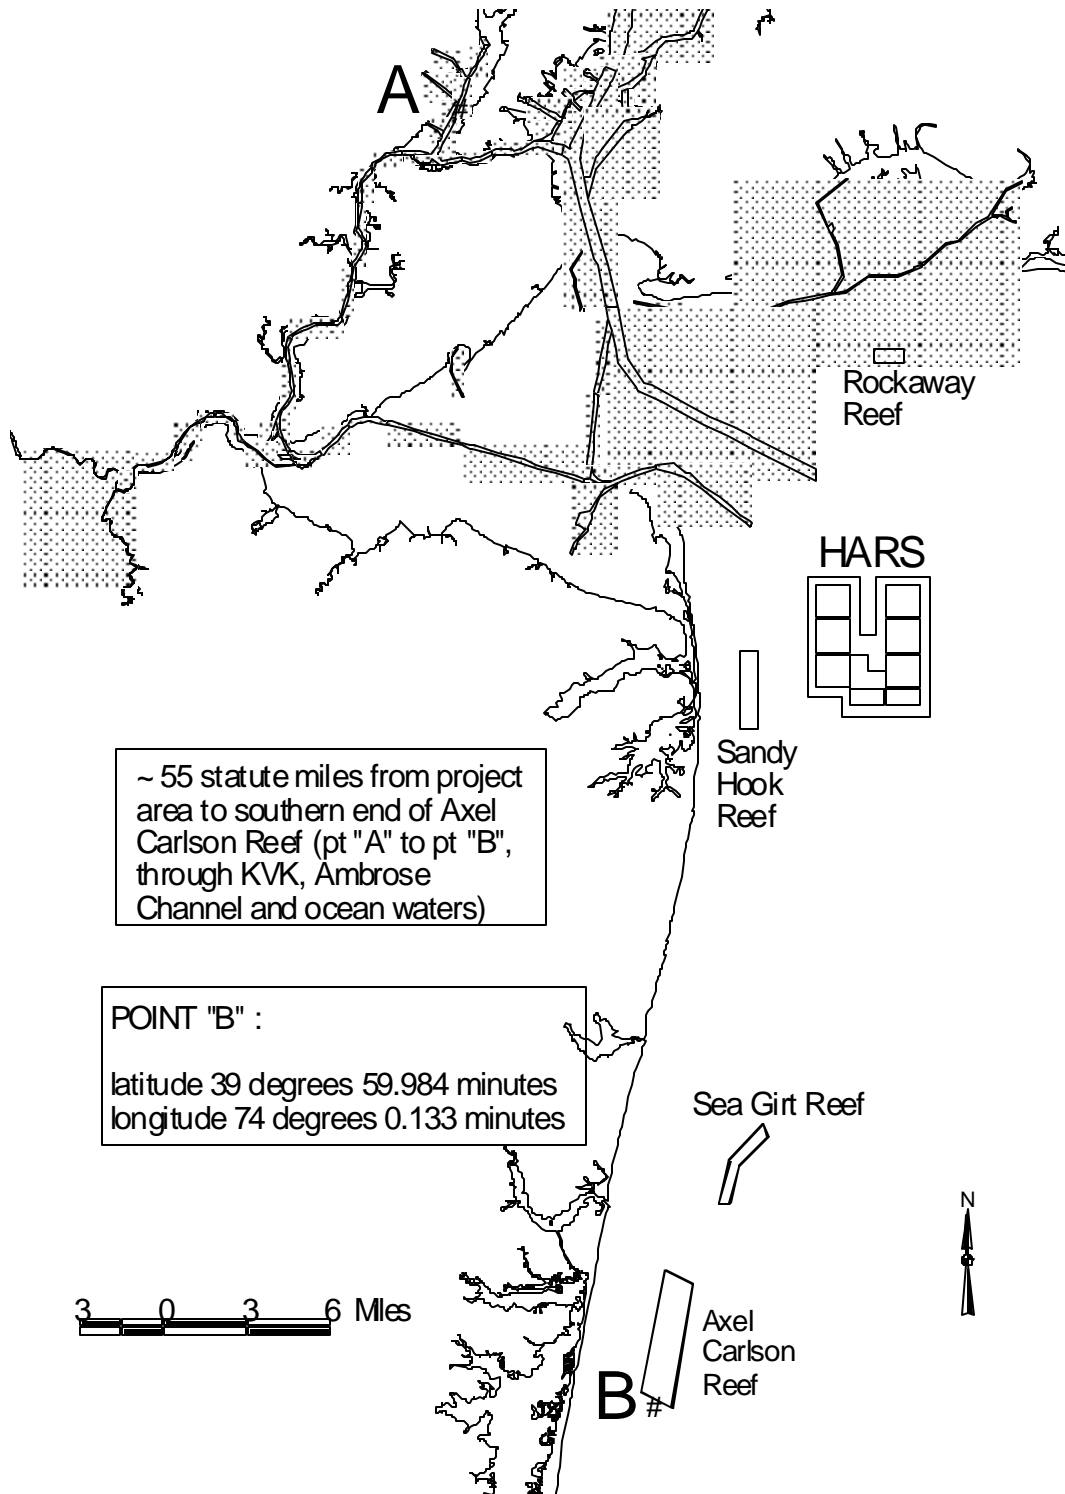 A
#
Rockaway
Reef
HARS
Sandy
Hook
Reef
~ 55 statute miles from project
area to southern end of Axel
Carlson Reef (pt "A" to pt "B",
through KVK, Ambrose
Channel and ocean waters)
POINT "B" :
latitude 39 degrees 59.984 minutes
longitude 74 degrees 0.133 minutes
Sea Girt Reef
N
3 0 3 6 Miles
Axel
Carlson
Reef
B #